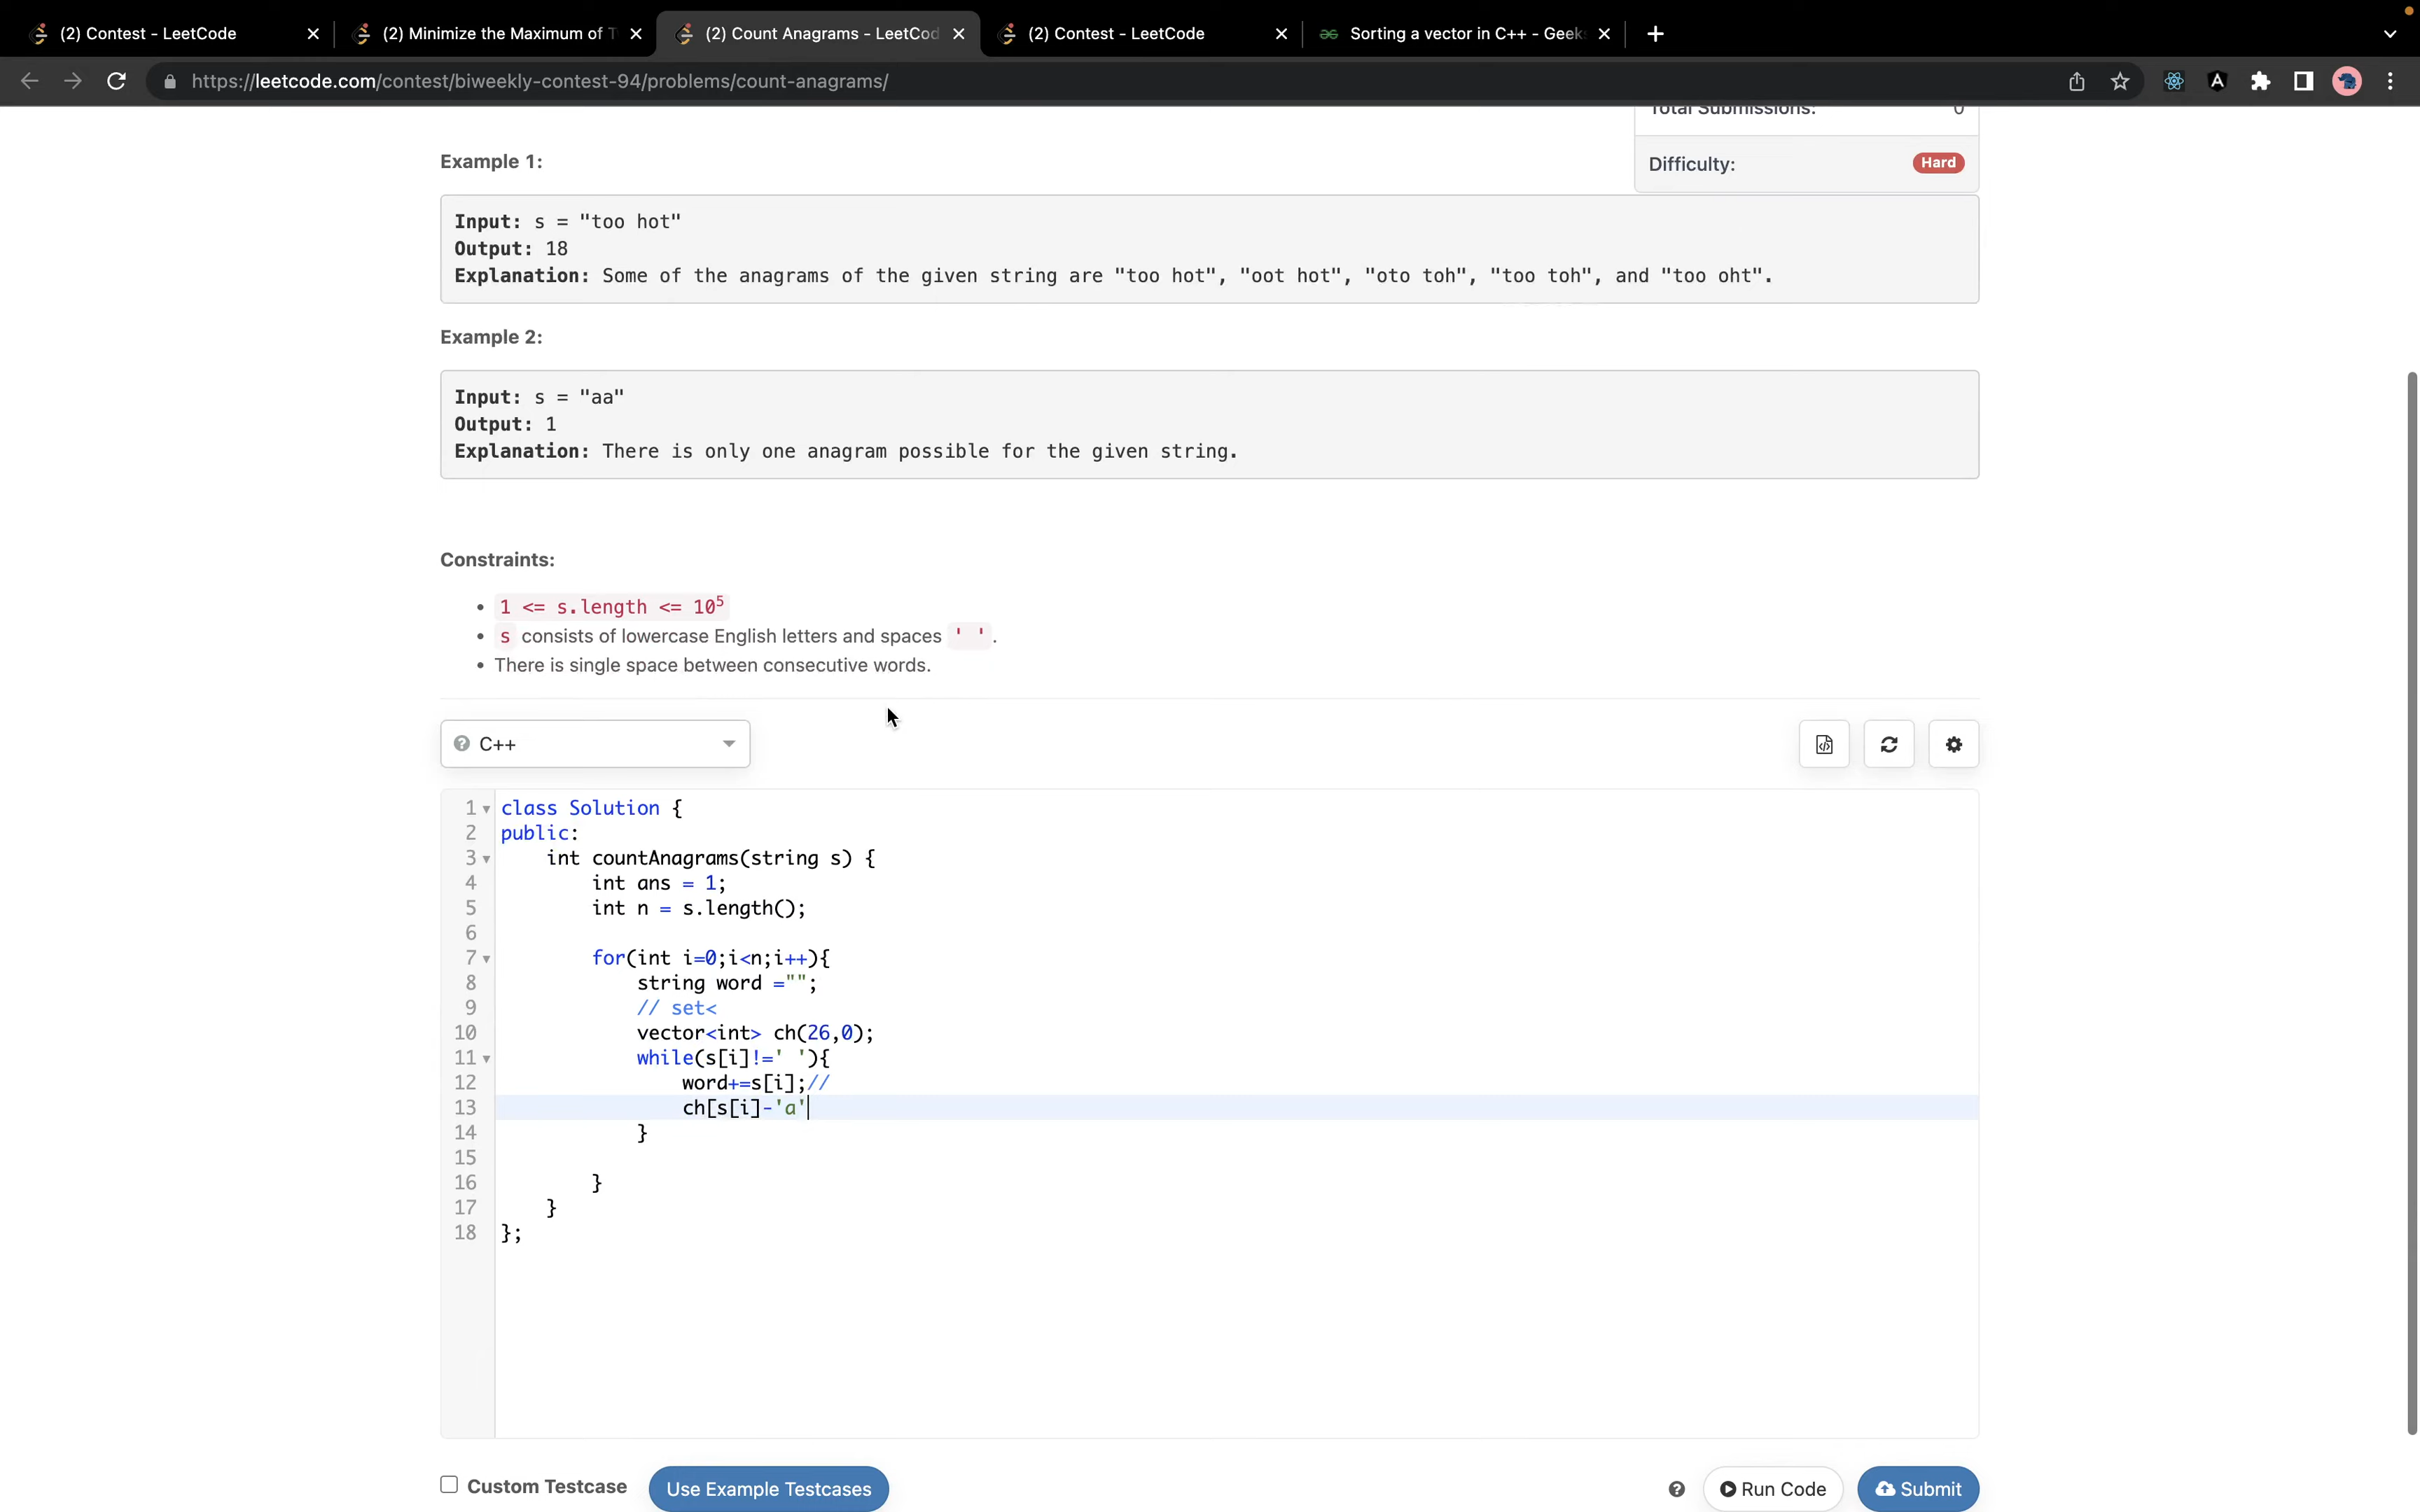 (2) Contest - LeetCode
(2) Minimize the Maximum of T
(2) Count Anagrams - LeetCod
(2) Contest - LeetCode
Sorting a vector in C++ - Geeks
https://leetcode.com/contest/biweekly-contest-94/problems/count-anagrams/
Total Submissions: 0
Difficulty: Hard
Example 1:
Input: s = "too hot"
Output: 18
Explanation: Some of the anagrams of the given string are "too hot", "oot hot", "oto toh", "too toh", and "too oht".
Example 2:
Input: s = "aa"
Output: 1
Explanation: There is only one anagram possible for the given string.
Constraints:
• 1 <= s.length <= 10⁵
• s consists of lowercase English letters and spaces ' '.
• There is single space between consecutive words.
C++
1 class Solution {
2 public:
3     int countAnagrams(string s) {
4         int ans = 1;
5         int n = s.length();
6
7         for(int i=0;i<n;i++){
8             string word ="";
9             // set<
10             vector<int> ch(26,0);
11             while(s[i]!=' '){
12                 word+=s[i];//
13                 ch[s[i]-'a'
14             }
15
16         }
17     }
18 };
Custom Testcase
Use Example Testcases
Run Code
Submit